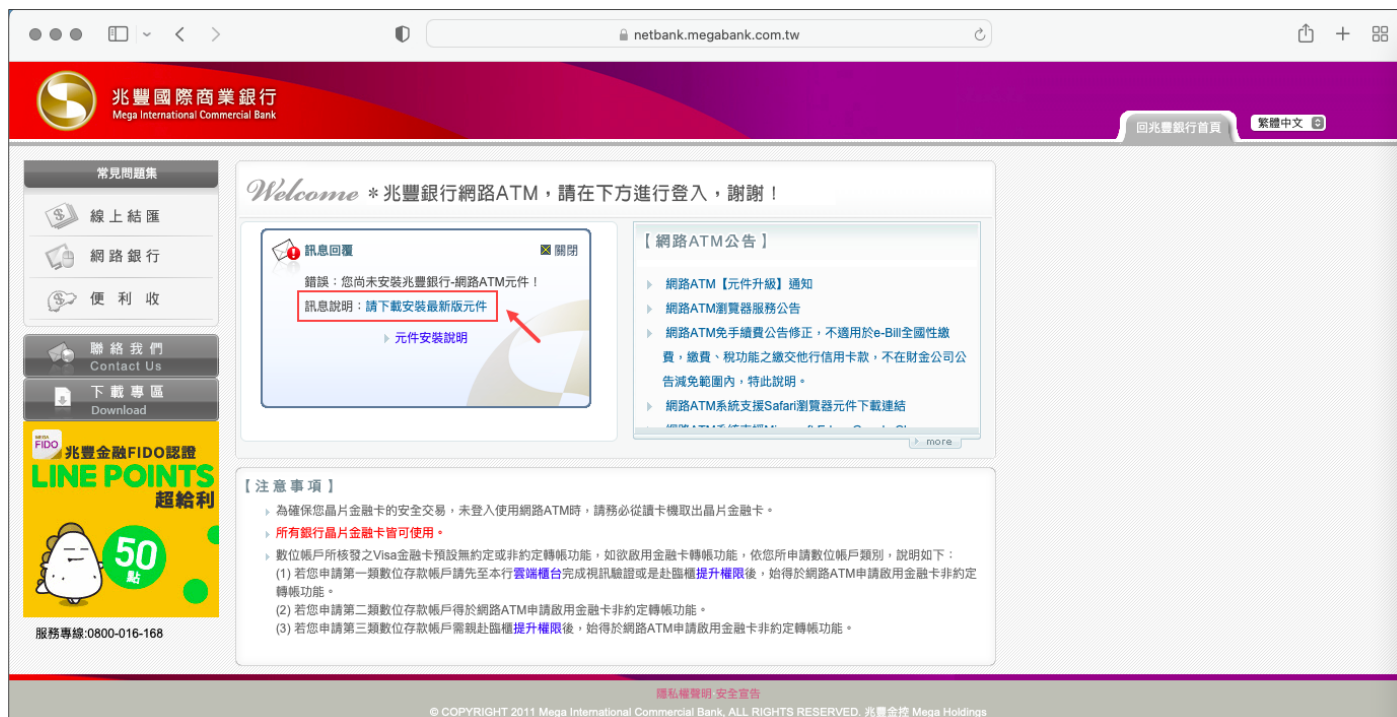 netbank.megabank.com.tw
兆豐國際商業銀行
Mega International Commercial Bank
回兆豐銀行首頁
繁體中文
常見問題集
線上結匯
網路銀行
便利收
聯絡我們
Contact Us
下載專區
Download
FIDO
兆豐金融FIDO認證
LINE POINTS
超給利
50
點
服務專線:0800-016-168
Welcome *兆豐銀行網路ATM，請在下方進行登入，謝謝！
訊息回覆
關閉
錯誤：您尚未安裝兆豐銀行-網路ATM元件！
訊息說明：請下載安裝最新版元件
元件安裝說明
【網路ATM公告】
網路ATM【元件升級】通知
網路ATM瀏覽器服務公告
網路ATM免手續費公告修正，不適用於e-Bill全國性繳
費，繳費、稅功能之繳交他行信用卡款，不在財金公司公
告減免範圍內，特此說明。
網路ATM系統支援Safari瀏覽器元件下載連結
more
【注意事項】
為確保您晶片金融卡的安全交易，未登入使用網路ATM時，請務必從讀卡機取出晶片金融卡。
所有銀行晶片金融卡皆可使用。
數位帳戶所核發之Visa金融卡預設無約定或非約定轉帳功能，如欲啟用金融卡轉帳功能，依您所申請數位帳戶類別，說明如下：
(1) 若您申請第一類數位存款帳戶請先至本行雲端櫃台完成視訊驗證或是赴臨櫃提升權限後，始得於網路ATM申請啟用金融卡非約定
轉帳功能。
(2) 若您申請第二類數位存款帳戶得於網路ATM申請啟用金融卡非約定轉帳功能。
(3) 若您申請第三類數位存款帳戶需親赴臨櫃提升權限後，始得於網路ATM申請啟用金融卡非約定轉帳功能。
隱私權聲明 安全宣告
© COPYRIGHT 2011 Mega International Commercial Bank, ALL RIGHTS RESERVED. 兆豐金控 Mega Holdings